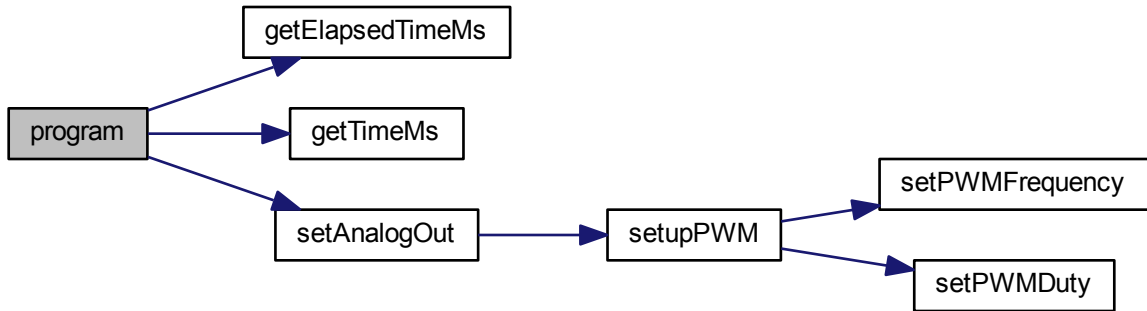 getElapsedTimeMs
program
getTimeMs
setPWMFrequency
setAnalogOut
setupPWM
setPWMDuty